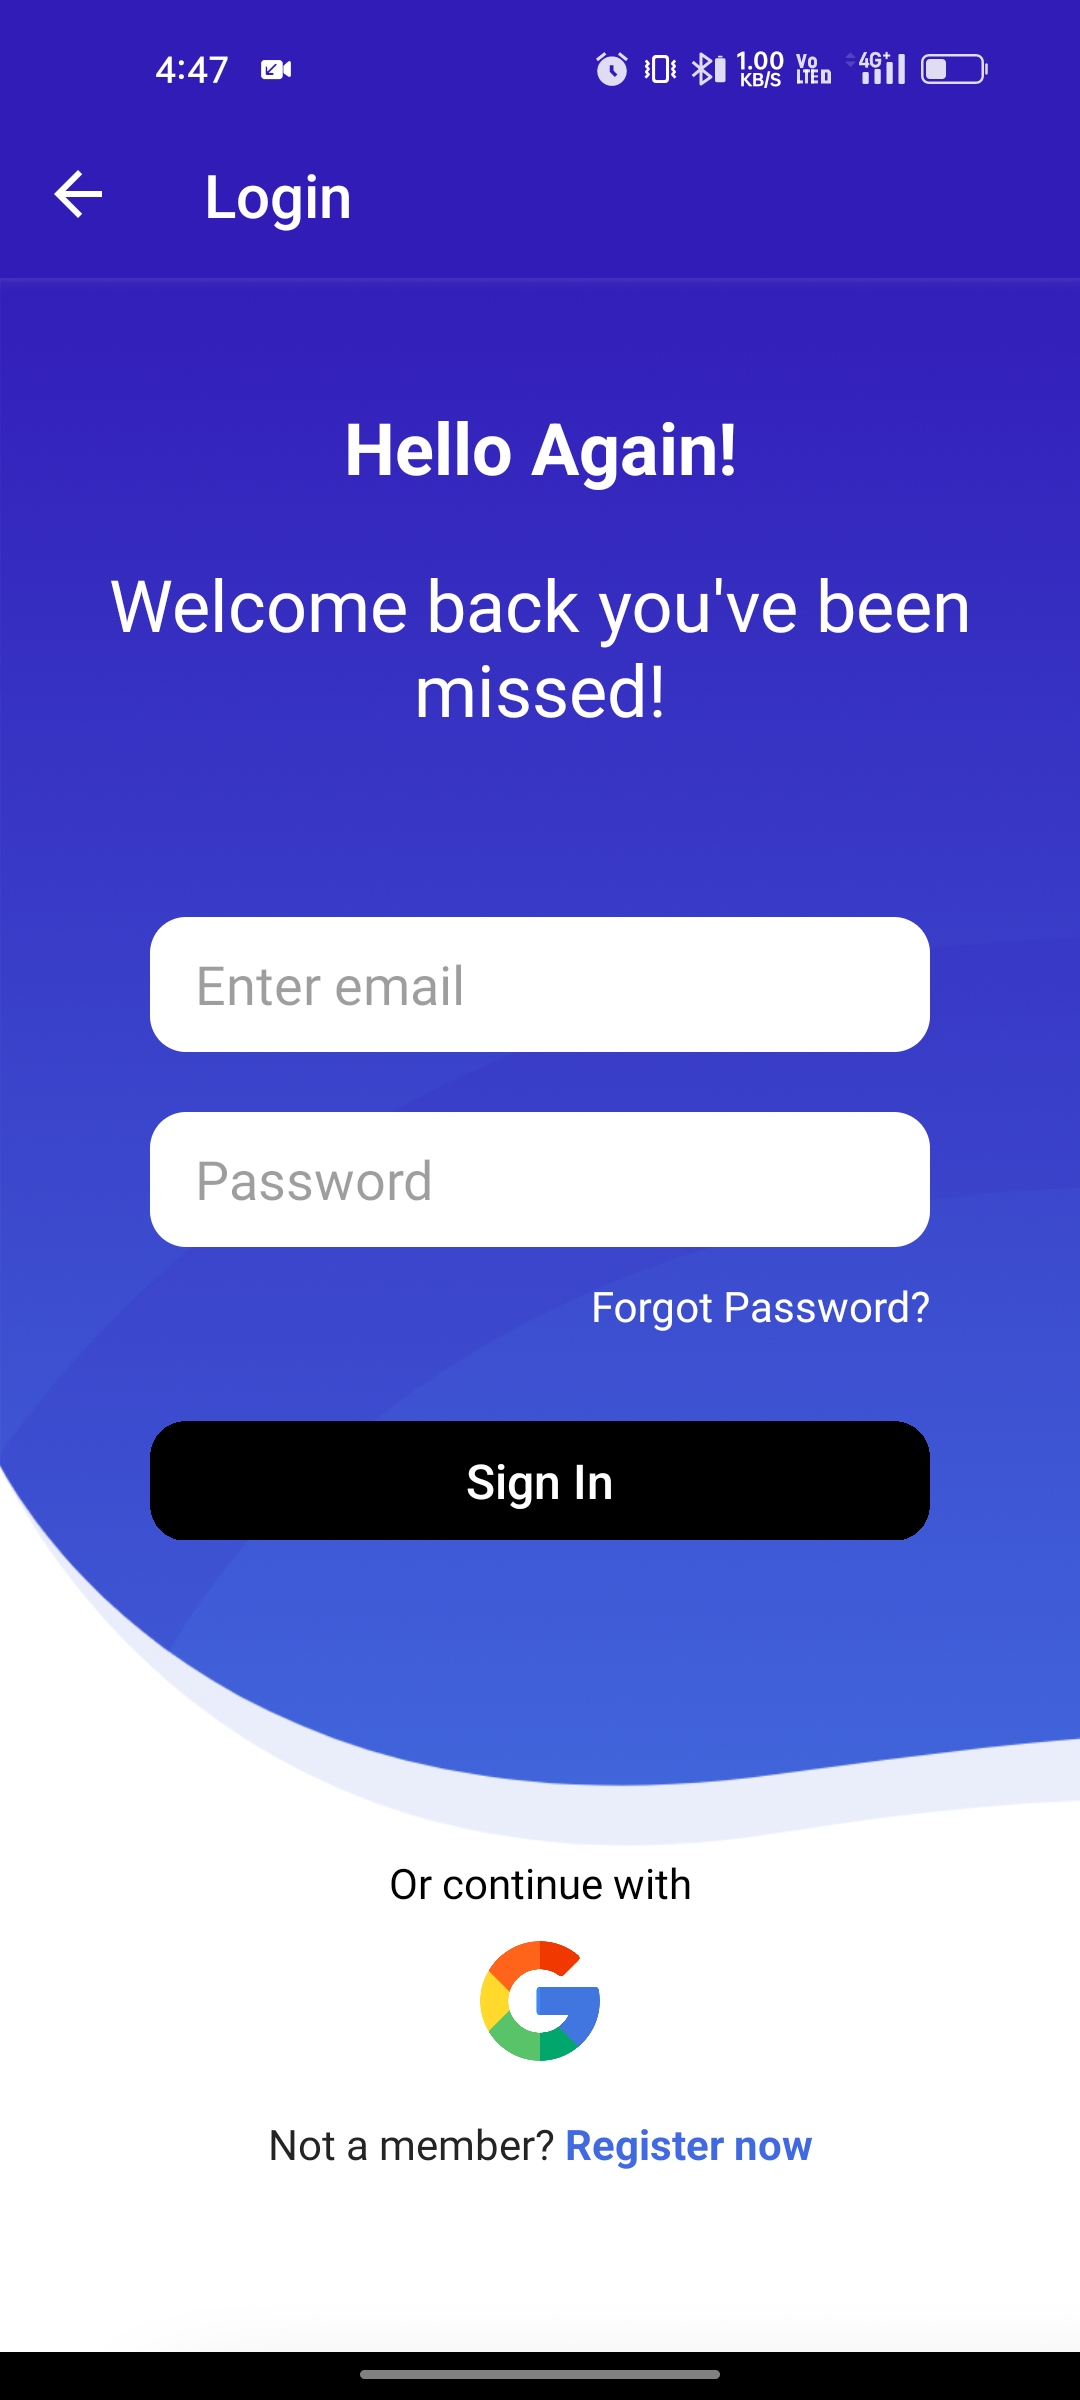 4:47
1.00
KB/S
Vo
LTE
4G+
Login
Hello Again!
Welcome back you've been
missed!
Enter email
Password
Forgot Password?
Sign In
Or continue with
Not a member? Register now